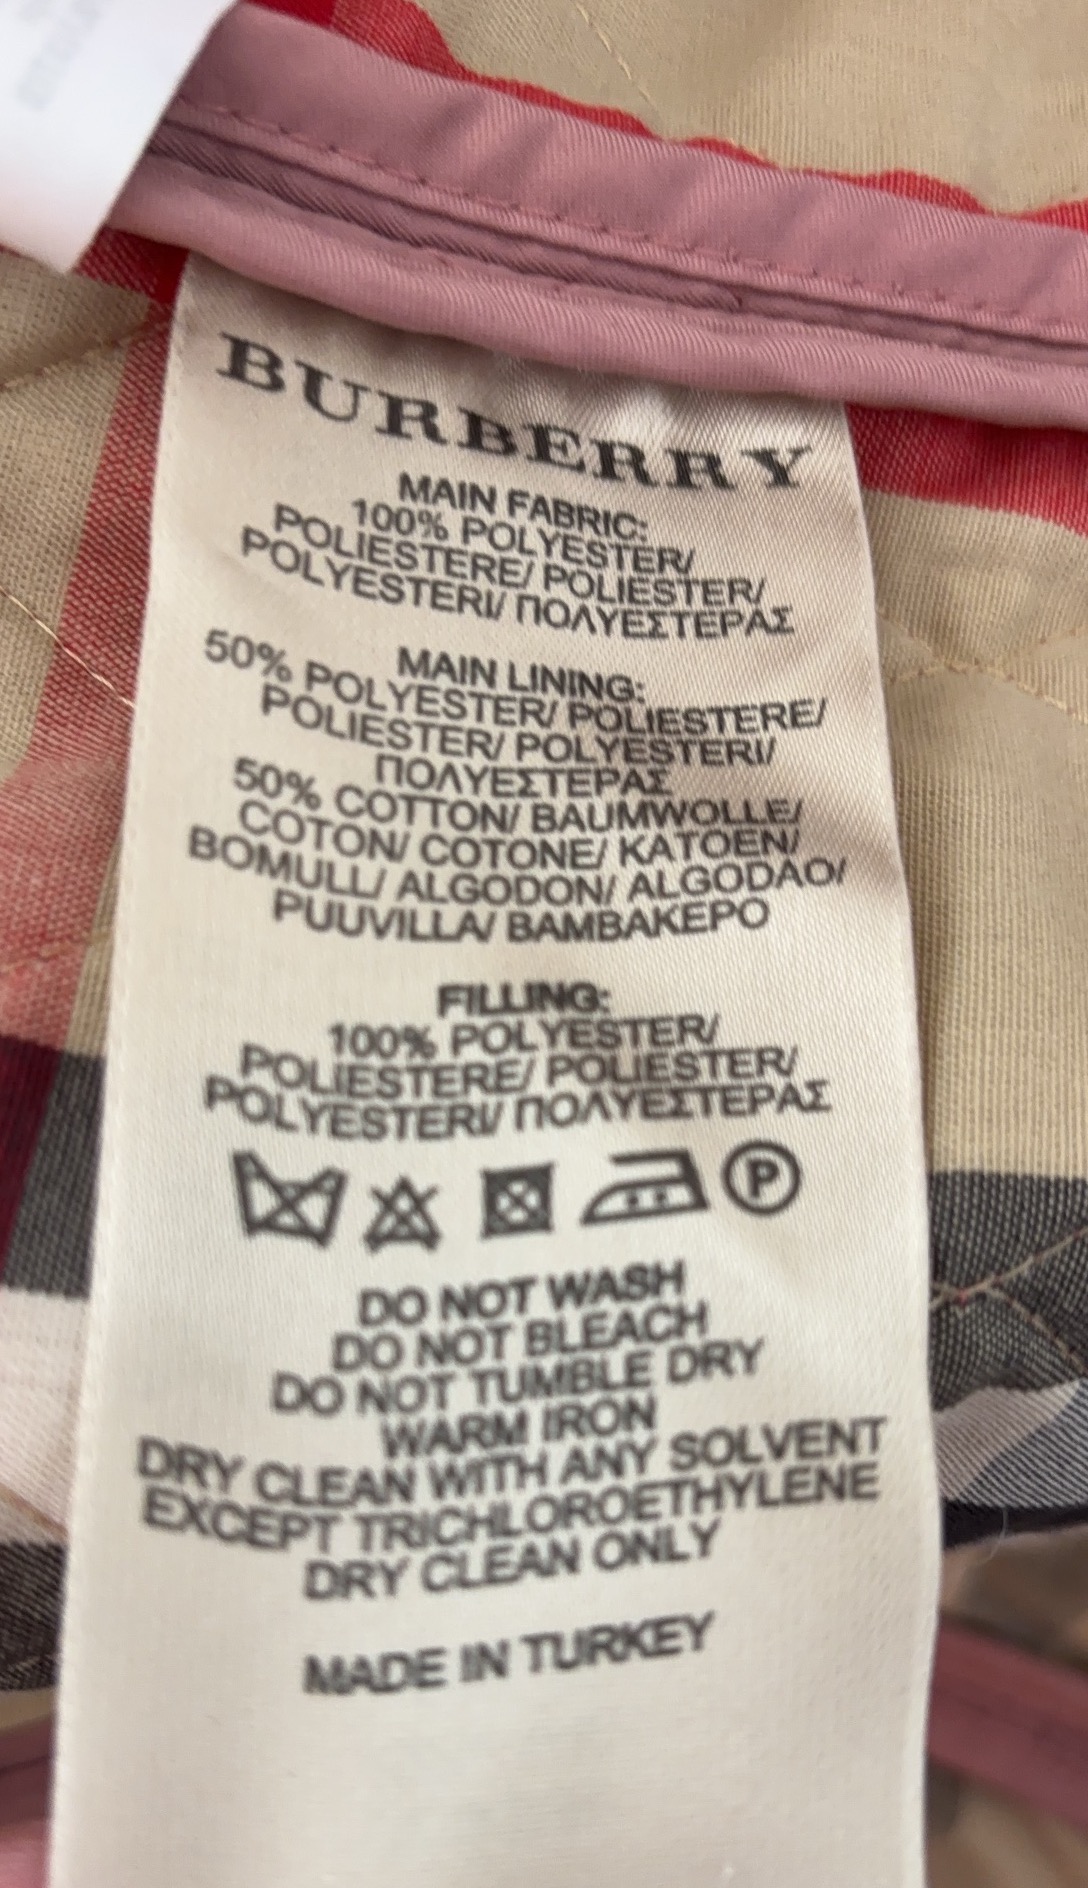 BURBERRY
MAIN FABRIC:
100% POLYESTER/
POLIESTERE/ POLIESTER/
POLYESTERI/ ΠΟΛΥΕΣΤΕΡΑΣ
MAIN LINING:
50% POLYESTER/ POLIESTERE/
POLIESTER/ POLYESTERI/
ΠΟΛΥΕΣΤΕΡΑΣ
50% COTTON/ BAUMWOLLE/
COTON/ COTONE/ KATOEN/
BOMULL/ ALGODON/ ALGODAO/
PUUVILLA/ ΒΑΜΒΑΚΕΡΟ
FILLING:
100% POLYESTER/
POLIESTERE/ POLIESTER/
POLYESTERI/ ΠΟΛΥΕΣΤΕΡΑΣ
P
DO NOT WASH
DO NOT BLEACH
DO NOT TUMBLE DRY
WARM IRON
DRY CLEAN WITH ANY SOLVENT
EXCEPT TRICHLOROETHYLENE
DRY CLEAN ONLY
MADE IN TURKEY